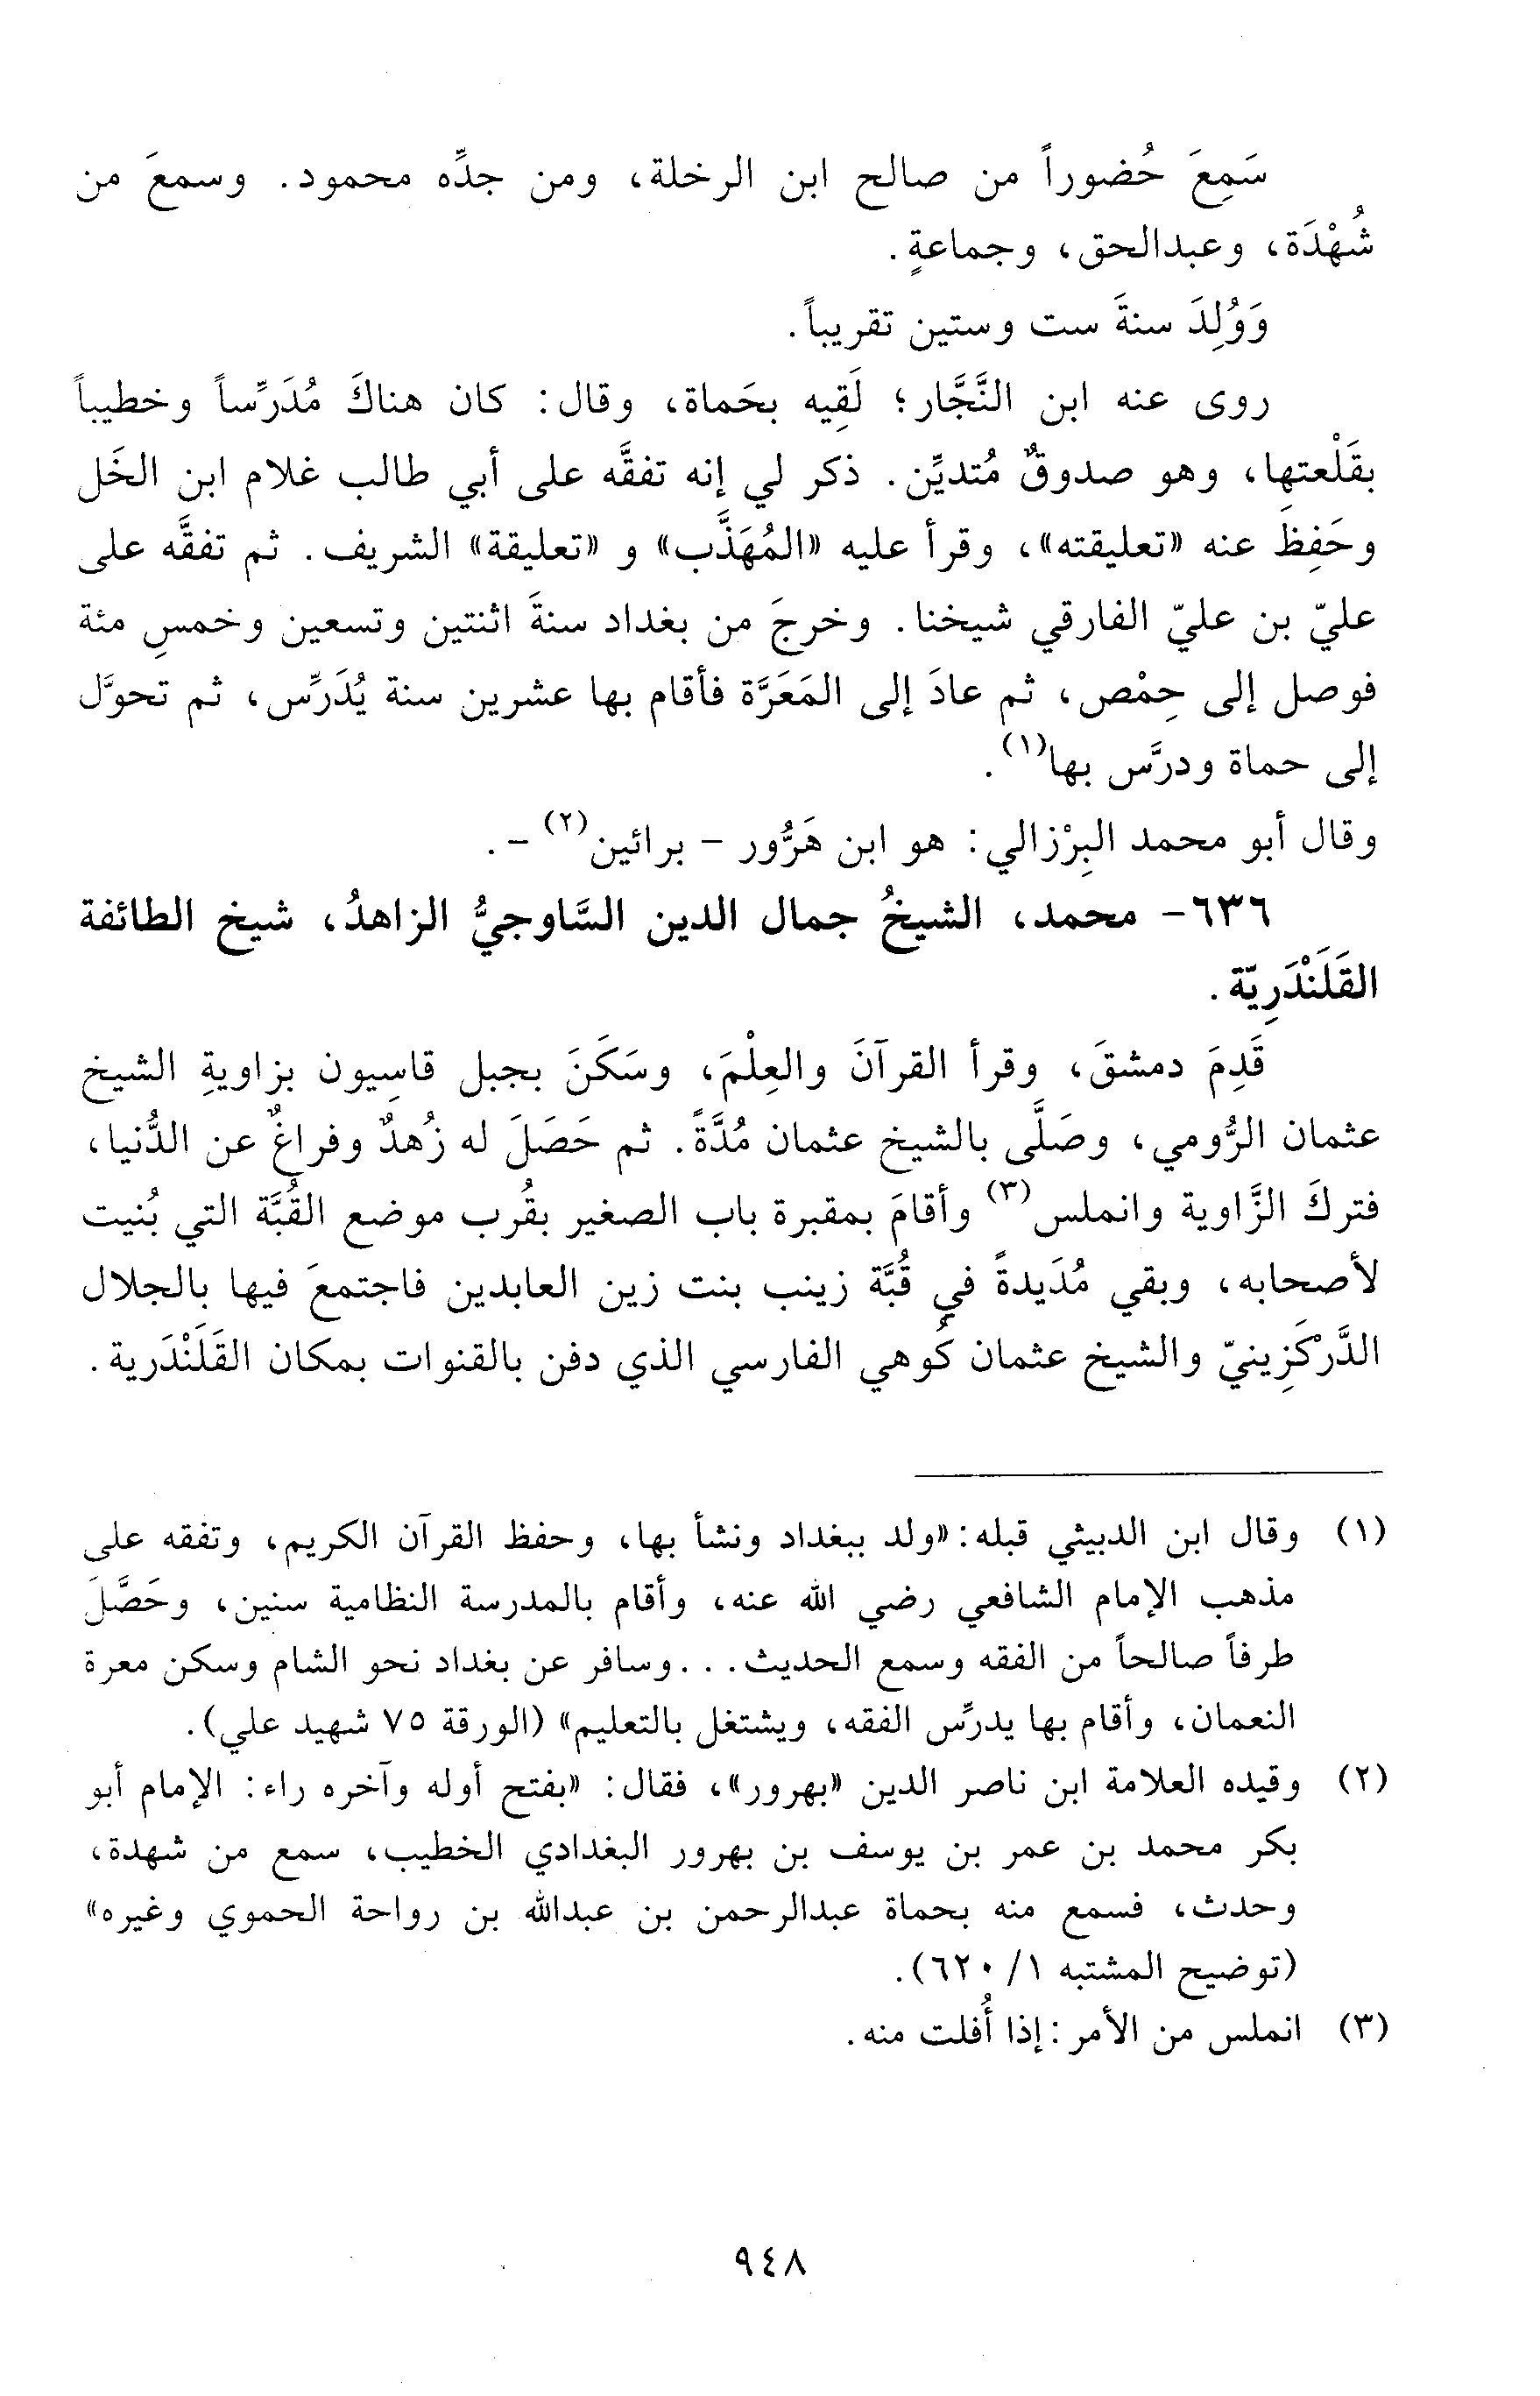 سَمِعَ حُضوراً من صالح ابن الرخلة، ومن جدِّه محمود. وسمعَ من
شُهْدَة، وعبدالحق، وجماعةٍ.
وَوُلِدَ سنةَ ست وستين تقريباً.
روى عنه ابن النَّجَّار؛ لَقِيه بحَماة، وقال: كان هناكَ مُدَرِّساً وخطيباً
بقَلْعتها، وهو صدوقٌ مُتديِّن. ذكر لي إنه تفقَّه على أبي طالب غلام ابن الخَل
وحَفِظَ عنه «تعليقته»، وقرأ عليه «المُهَذَّب» و «تعليقة» الشريف. ثم تفقَّه على
عليّ بن عليّ الفارقي شيخنا. وخرجَ من بغداد سنةَ اثنتين وتسعين وخمسِ مئة
فوصل إلى حِمْص، ثم عادَ إلى المَعَرَّة فأقام بها عشرين سنة يُدَرِّس، ثم تحوَّل
إلى حماة ودرَّس بها(١).
وقال أبو محمد البِرْزالي: هو ابن هَرُّور - برائين(٢) -.
٦٣٦- محمد، الشيخُ جمال الدين السَّاوجيُّ الزاهدُ، شيخ الطائفة
القَلَنْدَرِيّة.
قَدِمَ دمشقَ، وقرأ القرآنَ والعِلْمَ، وسَكَنَ بجبل قاسِيون بزاويةِ الشيخ
عثمان الرُّومي، وصَلَّى بالشيخ عثمان مُدَّةً. ثم حَصَلَ له زُهدٌ وفراغٌ عن الدُّنيا،
فتركَ الزَّاوية وانملس(٣) وأقامَ بمقبرة باب الصغير بقُرب موضع القُبَّة التي بُنيت
لأصحابه، وبقي مُدَيدةً في قُبَّة زينب بنت زين العابدين فاجتمعَ فيها بالجلال
الدَّرْكَزِينيّ والشيخ عثمان كُوهي الفارسي الذي دفن بالقنوات بمكان القَلَنْدَرية.
(١) وقال ابن الدبيثي قبله: «ولد ببغداد ونشأ بها، وحفظ القرآن الكريم، وتفقه على
مذهب الإمام الشافعي رضي الله عنه، وأقام بالمدرسة النظامية سنين، وحَصَّلَ
طرفاً صالحاً من الفقه وسمع الحديث... وسافر عن بغداد نحو الشام وسكن معرة
النعمان، وأقام بها يدرِّس الفقه، ويشتغل بالتعليم» (الورقة ٧٥ شهيد علي).
(٢) وقيده العلامة ابن ناصر الدين «بهرور»، فقال: «بفتح أوله وآخره راء: الإمام أبو
بكر محمد بن عمر بن يوسف بن بهرور البغدادي الخطيب، سمع من شهدة،
وحدث، فسمع منه بحماة عبدالرحمن بن عبدالله بن رواحة الحموي وغيره»
(توضيح المشتبه ١/ ٦٢٠).
(٣) انملس من الأمر: إذا أُفلت منه.
٩٤٨